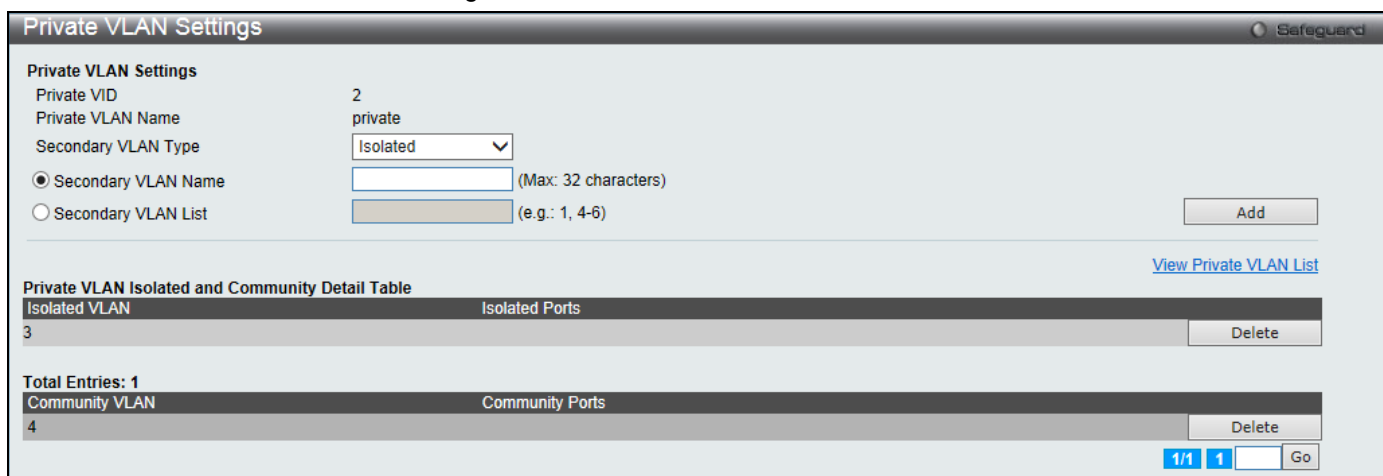 Private VLAN Settings Safeguard
Private VLAN Settings
Private VID 2
Private VLAN Name private
Secondary VLAN Type Isolated
Secondary VLAN Name (Max: 32 characters)
Secondary VLAN List (e.g.: 1, 4-6) Add
View Private VLAN List
Private VLAN Isolated and Community Detail Table
Isolated VLAN Isolated Ports
3 Delete
Total Entries: 1
Community VLAN Community Ports
4 Delete
1/1 1 Go